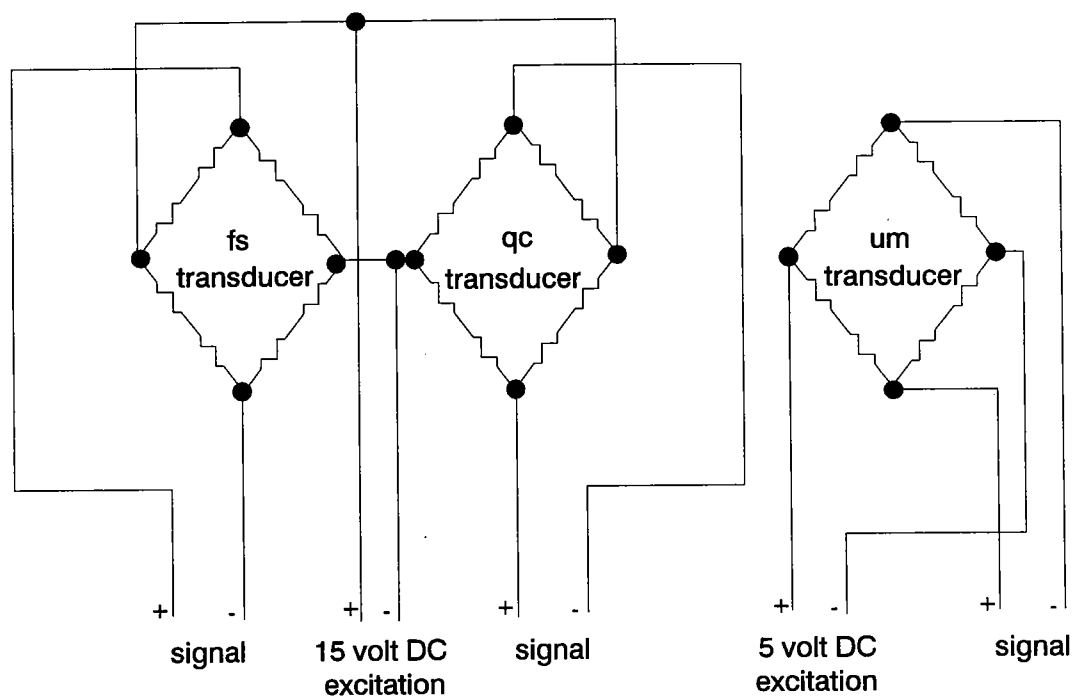 fs
transducer
qc
transducer
um
transducer
+ -
signal
+ -
15 volt DC
excitation
+ -
signal
+ -
5 volt DC
excitation
+ -
signal